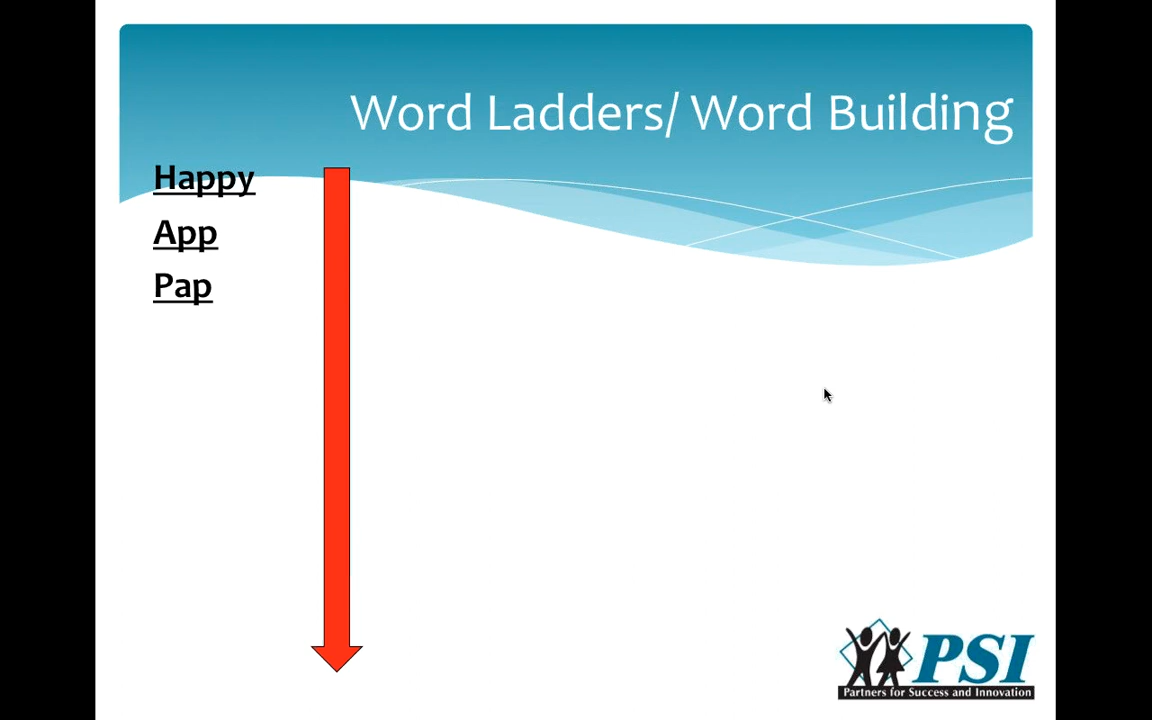 Word Ladders/ Word Building
Happy
App
Pap
PSI
Partners for Success and Innovation